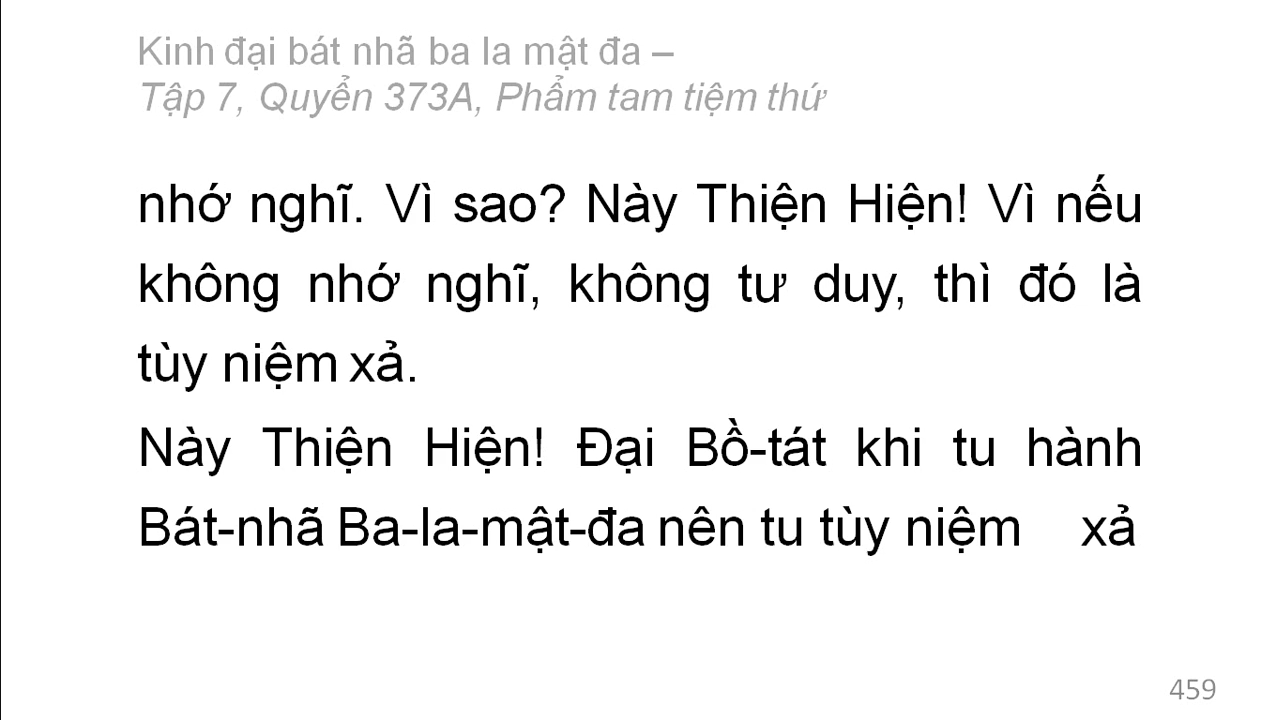 Kinh đại bát nhã ba la mật đa –
Tập 7, Quyển 373A, Phẩm tam tiệm thứ
nhớ nghĩ. Vì sao? Này Thiện Hiện! Vì nếu
không nhớ nghĩ, không tư duy, thì đó là
tùy niệm xả.
Này Thiện Hiện! Đại Bồ-tát khi tu hành
Bát-nhã Ba-la-mật-đa nên tu tùy niệm xả
459